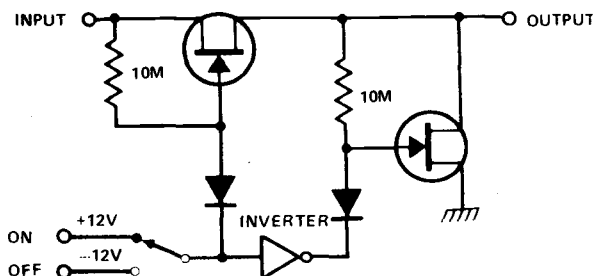 INPUT
OUTPUT
10M
10M
+12V
INVERTER
ON
--12V
OFF